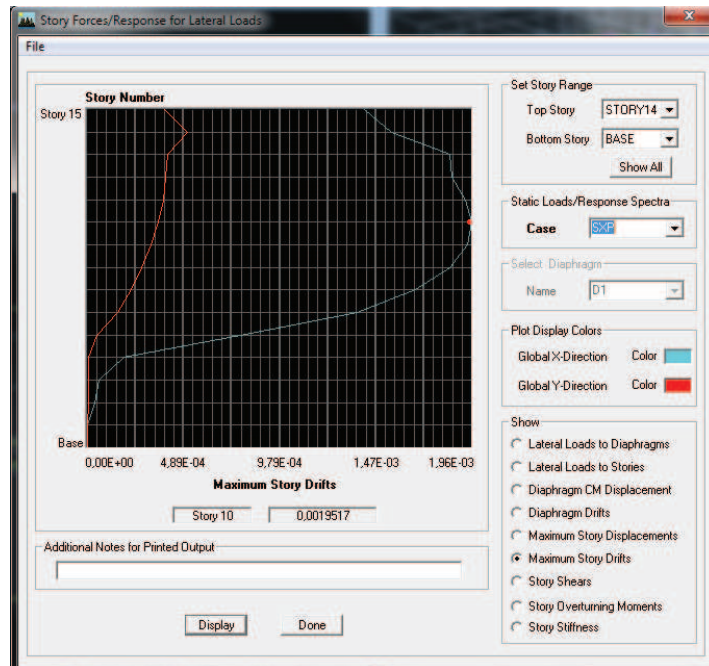 Story Forces/Response for Lateral Loads
File
Story Number
Story 15
Base
0,00E+00 4,89E-04 9,79E-04 1,47E-03 1,96E-03
Maximum Story Drifts
Story 10 0,0019517
Additional Notes for Printed Output
Display Done
Set Story Range
Top Story STORY14
Bottom Story BASE
Show All
Static Loads/Response Spectra
Case SXP
Select Diaphragm
Name D1
Plot Display Colors
Global X-Direction Color
Global Y-Direction Color
Show
Lateral Loads to Diaphragms
Lateral Loads to Stories
Diaphragm CM Displacement
Diaphragm Drifts
Maximum Story Displacements
Maximum Story Drifts
Story Shears
Story Overturning Moments
Story Stiffness